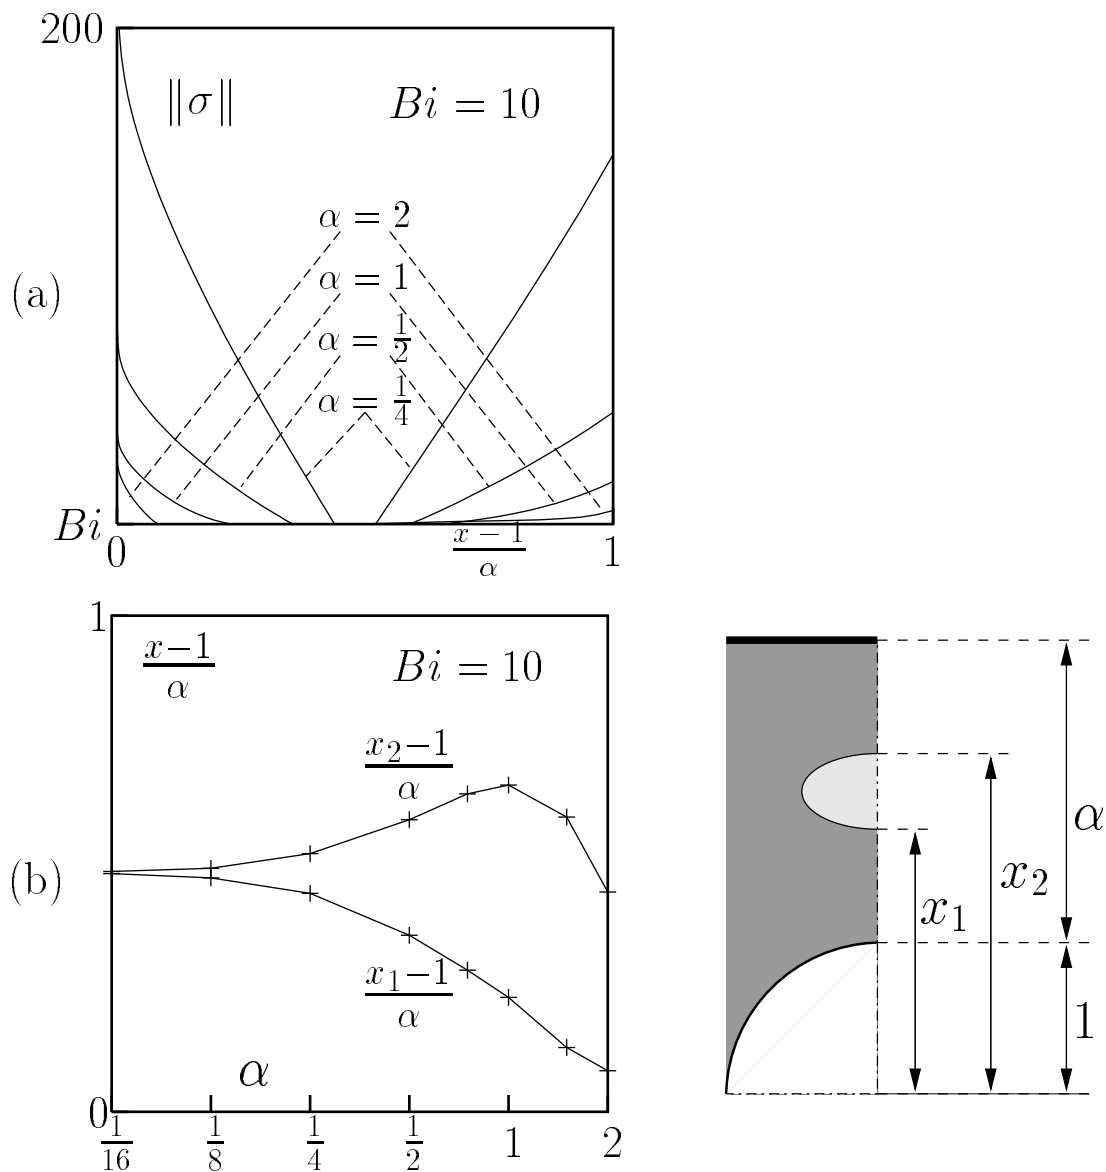 200
‖σ‖
Bi = 10
α = 2
α = 1
(a)
α = 1/2
α = 1/4
Bi
0
(x − 1)/α
1
1
(x−1)/α
Bi = 10
(x₂−1)/α
(b)
(x₁−1)/α
α
0
1/16
1/8
1/4
1/2
1
2
α
x₂
x₁
1